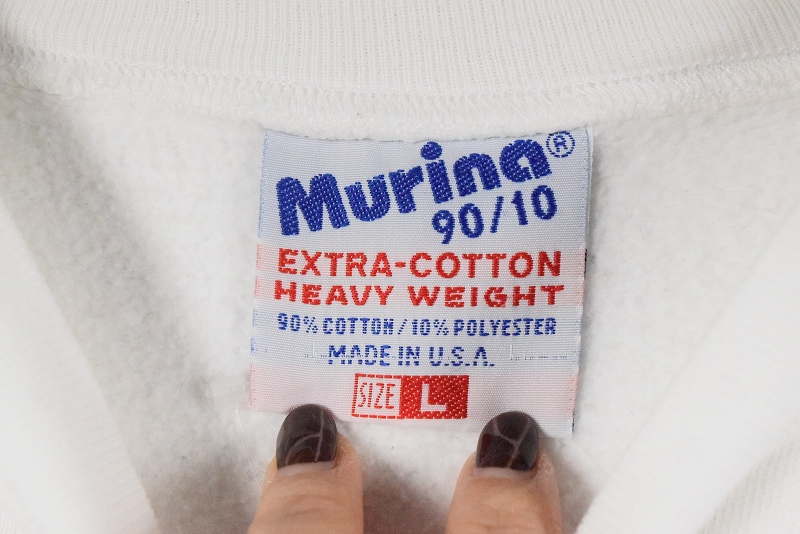 Murina®
90/10
EXTRA-COTTON
HEAVY WEIGHT
90% COTTON/10% POLYESTER
MADE IN U.S.A.
SIZE L